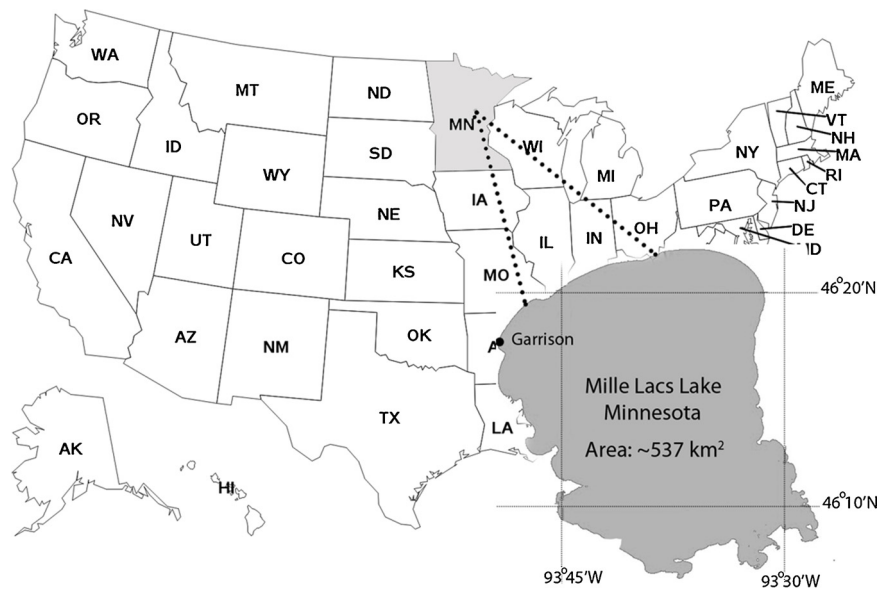 WA
MT
ND
ME
MN
OR
VT
WI
NH
ID
SD
NY
MA
MI
WY
RI
CT
IA
NE
PA
NJ
NV
OH
UT
IL
IN
DE
CO
CA
KS
MO
46°20'N
AZ
OK
NM
Garrison
Mille Lacs Lake
Minnesota
TX
LA
Area: ~537 km²
AK
HI
46°10'N
93°45'W
93°30'W